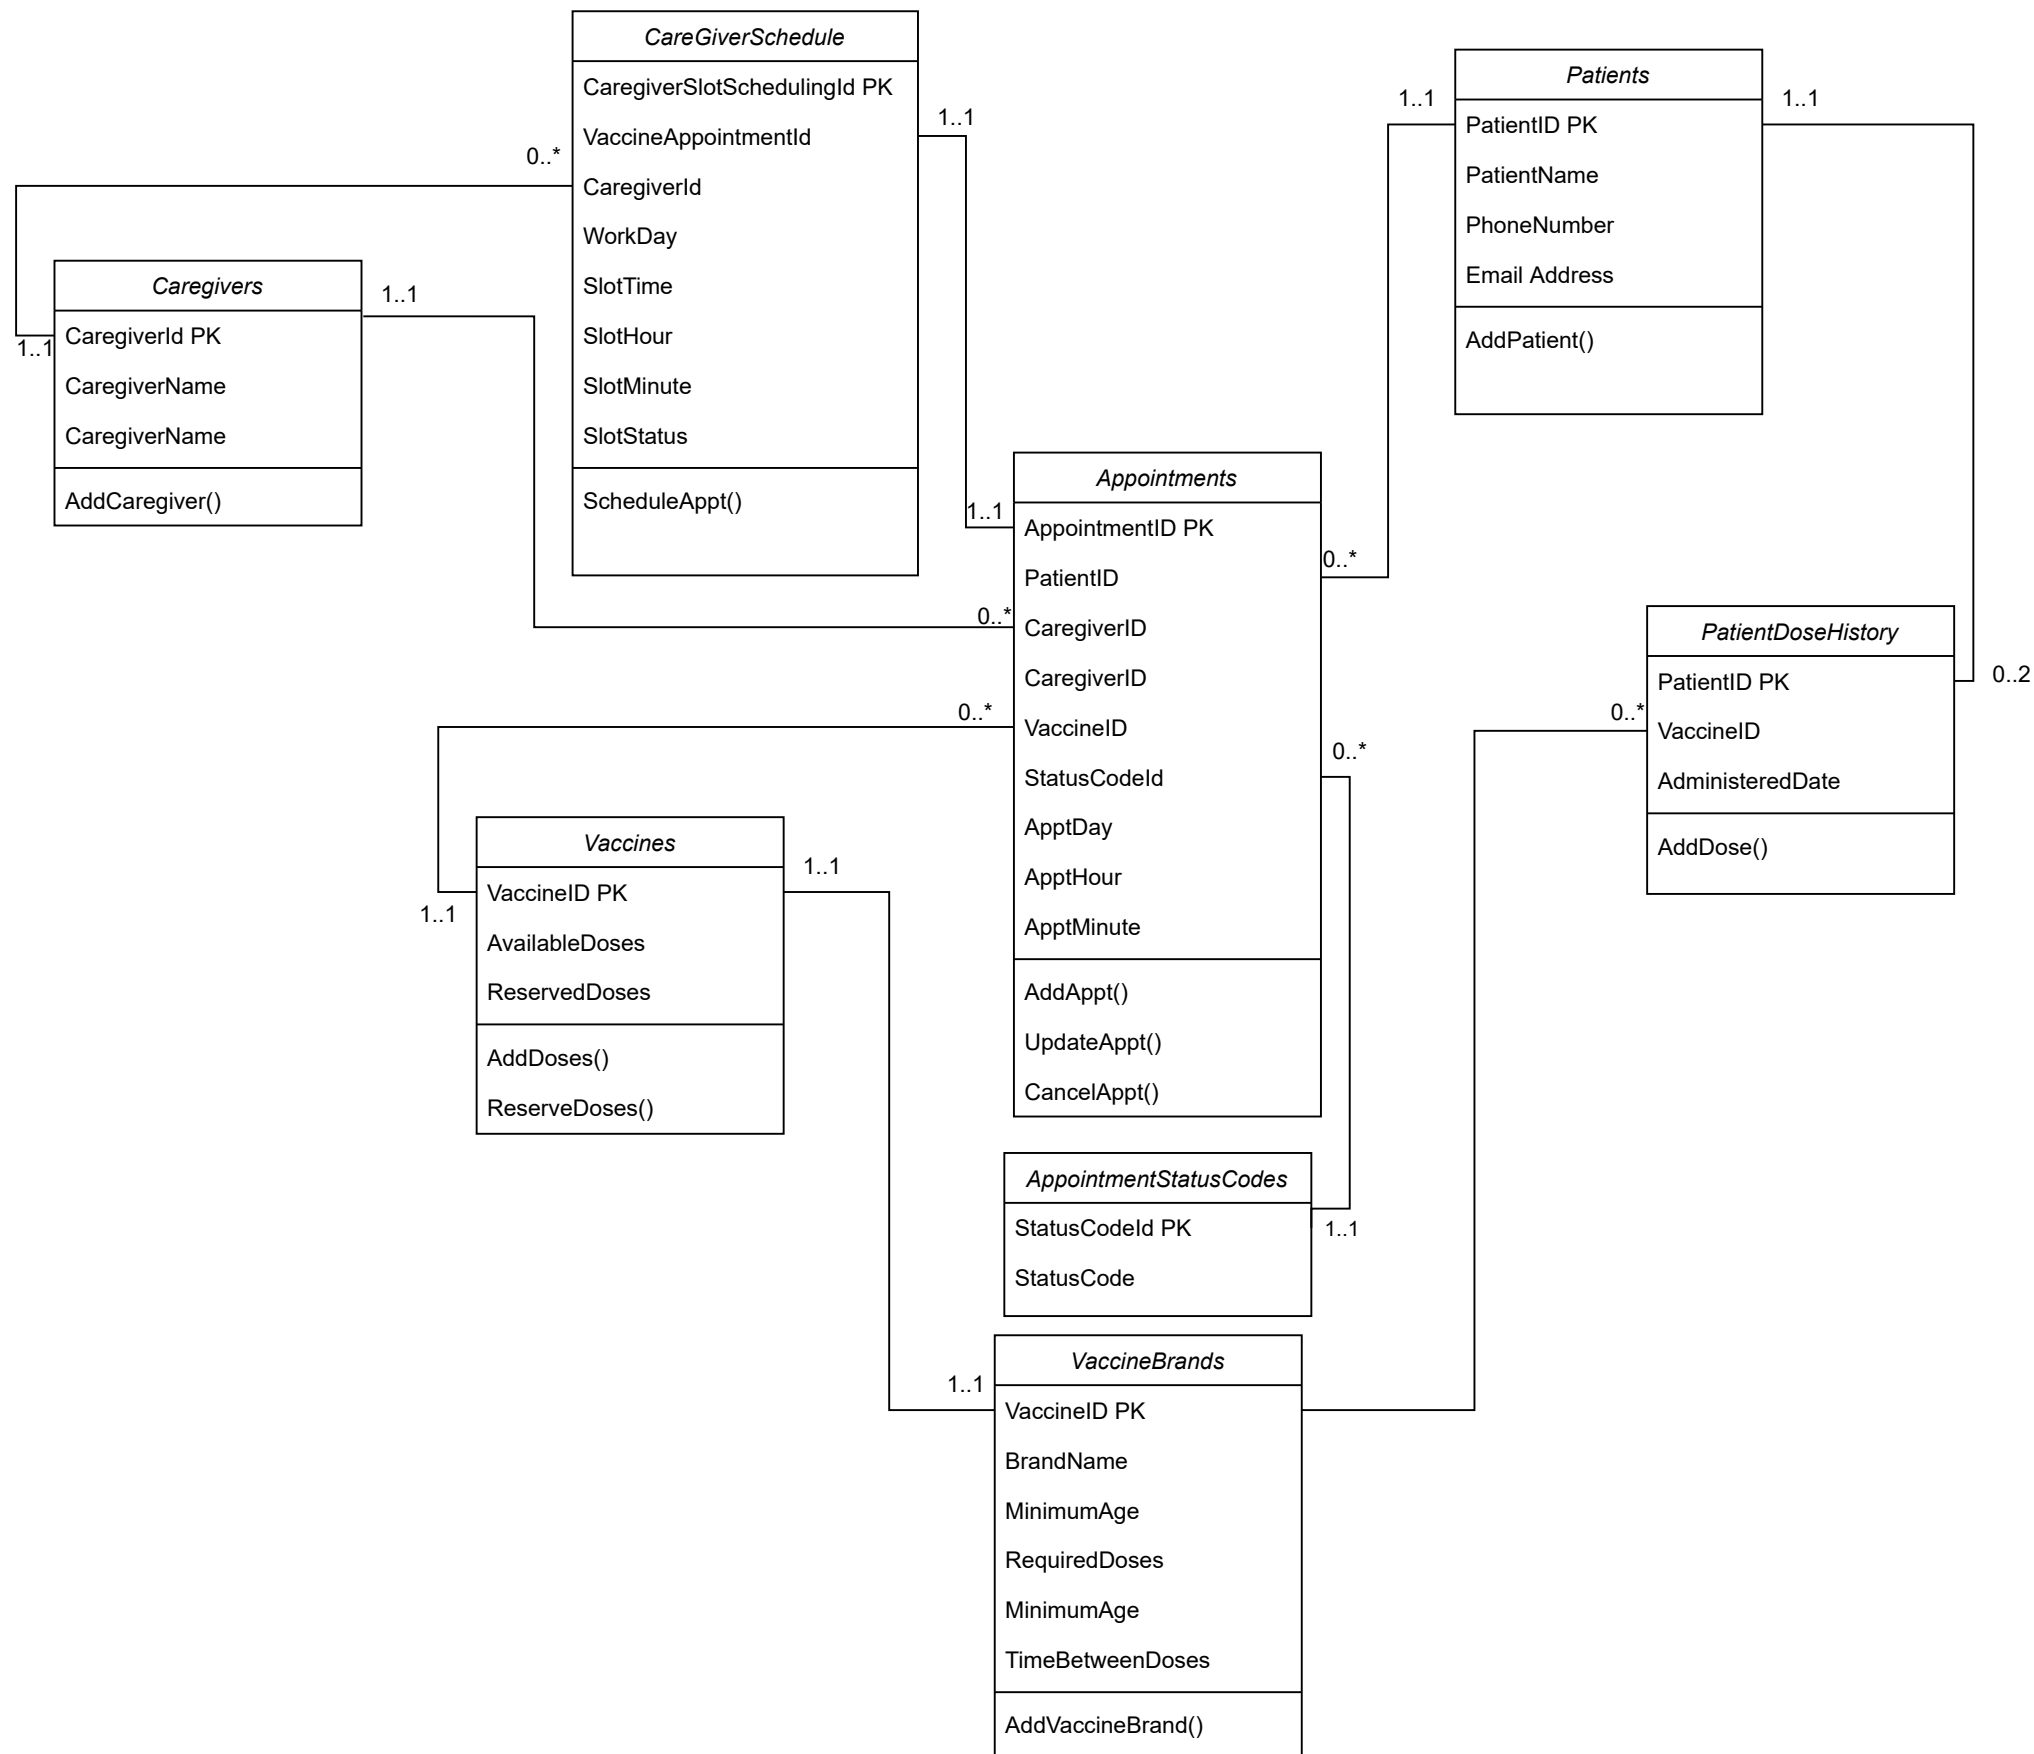 CareGiverSchedule
CaregiverSlotSchedulingId PK
VaccineAppointmentId
CaregiverId
WorkDay
SlotTime
SlotHour
SlotMinute
SlotStatus
ScheduleAppt()
1..1
0..*
1..1
Caregivers
CaregiverId PK
CaregiverName
CaregiverName
AddCaregiver()
1..1
Patients
PatientID PK
PatientName
PhoneNumber
Email Address
AddPatient()
1..1
1..1
Appointments
AppointmentID PK
PatientID
CaregiverID
CaregiverID
VaccineID
StatusCodeId
ApptDay
ApptHour
ApptMinute
AddAppt()
UpdateAppt()
CancelAppt()
1..1
0..*
0..*
0..*
0..*
PatientDoseHistory
PatientID PK
VaccineID
AdministeredDate
AddDose()
0..2
0..*
Vaccines
VaccineID PK
AvailableDoses
ReservedDoses
AddDoses()
ReserveDoses()
1..1
1..1
AppointmentStatusCodes
StatusCodeId PK
StatusCode
1..1
VaccineBrands
VaccineID PK
BrandName
MinimumAge
RequiredDoses
MinimumAge
TimeBetweenDoses
AddVaccineBrand()
1..1